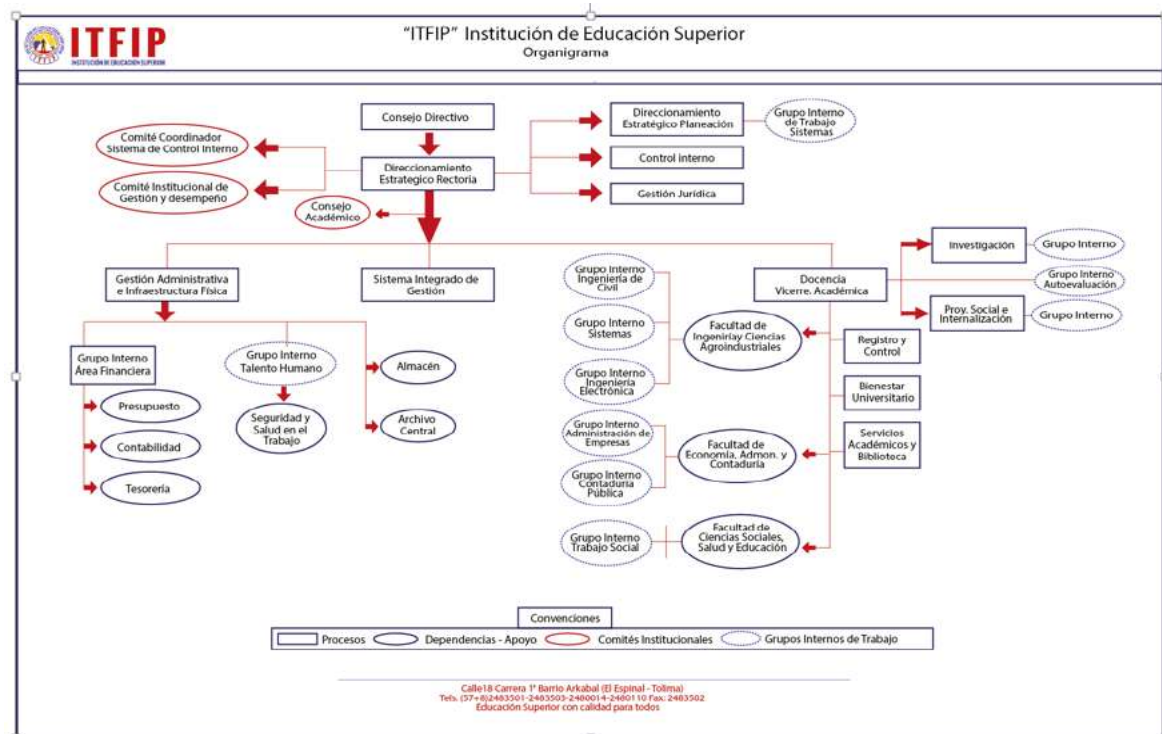 ITFIP
INSTITUCIÓN DE EDUCACIÓN SUPERIOR
"ITFIP" Institución de Educación Superior
Organigrama
Consejo Directivo
Direccionamiento
Estrategico Rectoria
Comité Coordinador
Sistema de Control Interno
Comité Institucional de
Gestión y desempeño
Consejo
Académico
Direccionamiento
Estratégico Planeación
Grupo Interno
de Trabajo
Sistemas
Control interno
Gestión Jurídica
Gestión Administrativa
e Infraestructura Física
Sistema Integrado de
Gestión
Docencia
Vicerre. Académica
Investigación
Grupo Interno
Grupo Interno
Autoevaluación
Proy. Social e
Internalización
Grupo Interno
Grupo Interno
Área Financiera
Presupuesto
Contabilidad
Tesorería
Grupo Interno
Talento Humano
Seguridad y
Salud en el
Trabajo
Almacén
Archivo
Central
Grupo Interno
Ingeniería de
Civil
Grupo Interno
Sistemas
Grupo Interno
Ingeniería
Electrónica
Facultad de
Ingeniriay Ciencias
Agroindustriales
Grupo Interno
Administración de
Empresas
Grupo Interno
Contaduría
Pública
Facultad de
Economía, Admon. y
Contaduría
Grupo Interno
Trabajo Social
Facultad de
Ciencias Sociales,
Salud y Educación
Registro y
Control
Bienestar
Universitario
Servicios
Académicos y
Biblioteca
Convenciones
Procesos
Dependencias - Apoyo
Comités Institucionales
Grupos Internos de Trabajo
Calle18 Carrera 1ª Barrio Arkabal (El Espinal - Tolima)
Tels. (57+8)2483501-2483503-2480014-2480110 Fax: 2483502
Educación Superior con calidad para todos